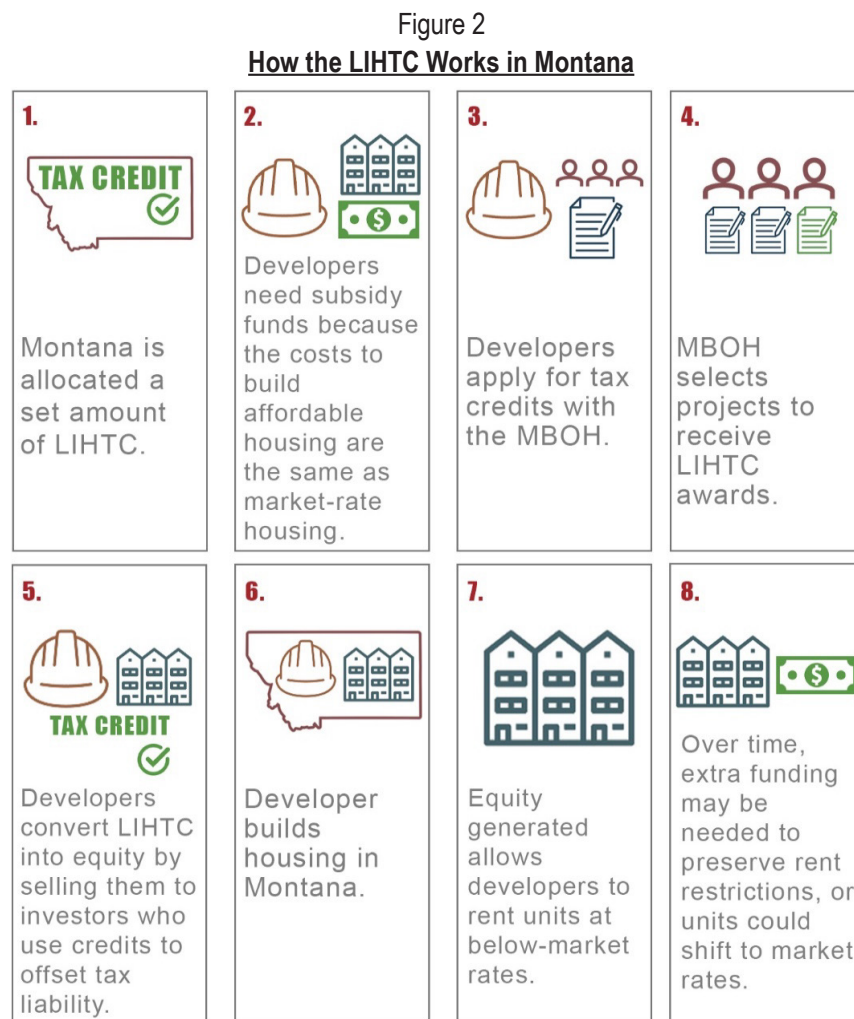 Figure 2
How the LIHTC Works in Montana
1.
TAX CREDIT
Montana is
allocated a
set amount
of LIHTC.
2.
$
Developers
need subsidy
funds because
the costs to
build
affordable
housing are
the same as
market-rate
housing.
3.
Developers
apply for tax
credits with
the MBOH.
4.
MBOH
selects
projects to
receive
LIHTC
awards.
5.
TAX CREDIT
Developers
convert LIHTC
into equity by
selling them to
investors who
use credits to
offset tax
liability.
6.
Developer
builds
housing in
Montana.
7.
Equity
generated
allows
developers to
rent units at
below-market
rates.
8.
$
Over time,
extra funding
may be
needed to
preserve rent
restrictions, or
units could
shift to market
rates.